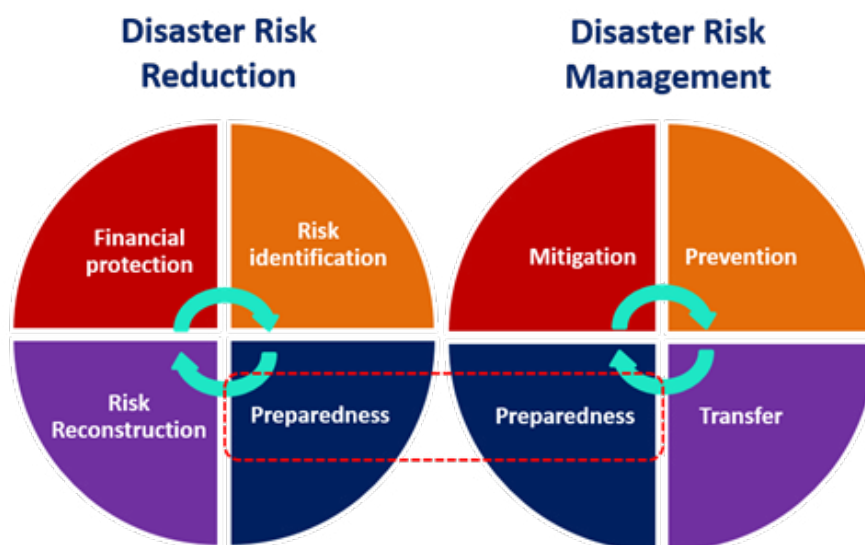 Disaster Risk
Reduction
Disaster Risk
Management
Financial
protection
Risk
identification
Risk
Reconstruction
Preparedness
Mitigation
Prevention
Preparedness
Transfer